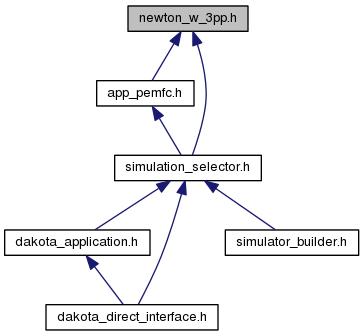 newton_w_3pp.h
app_pemfc.h
simulation_selector.h
dakota_application.h
simulator_builder.h
dakota_direct_interface.h